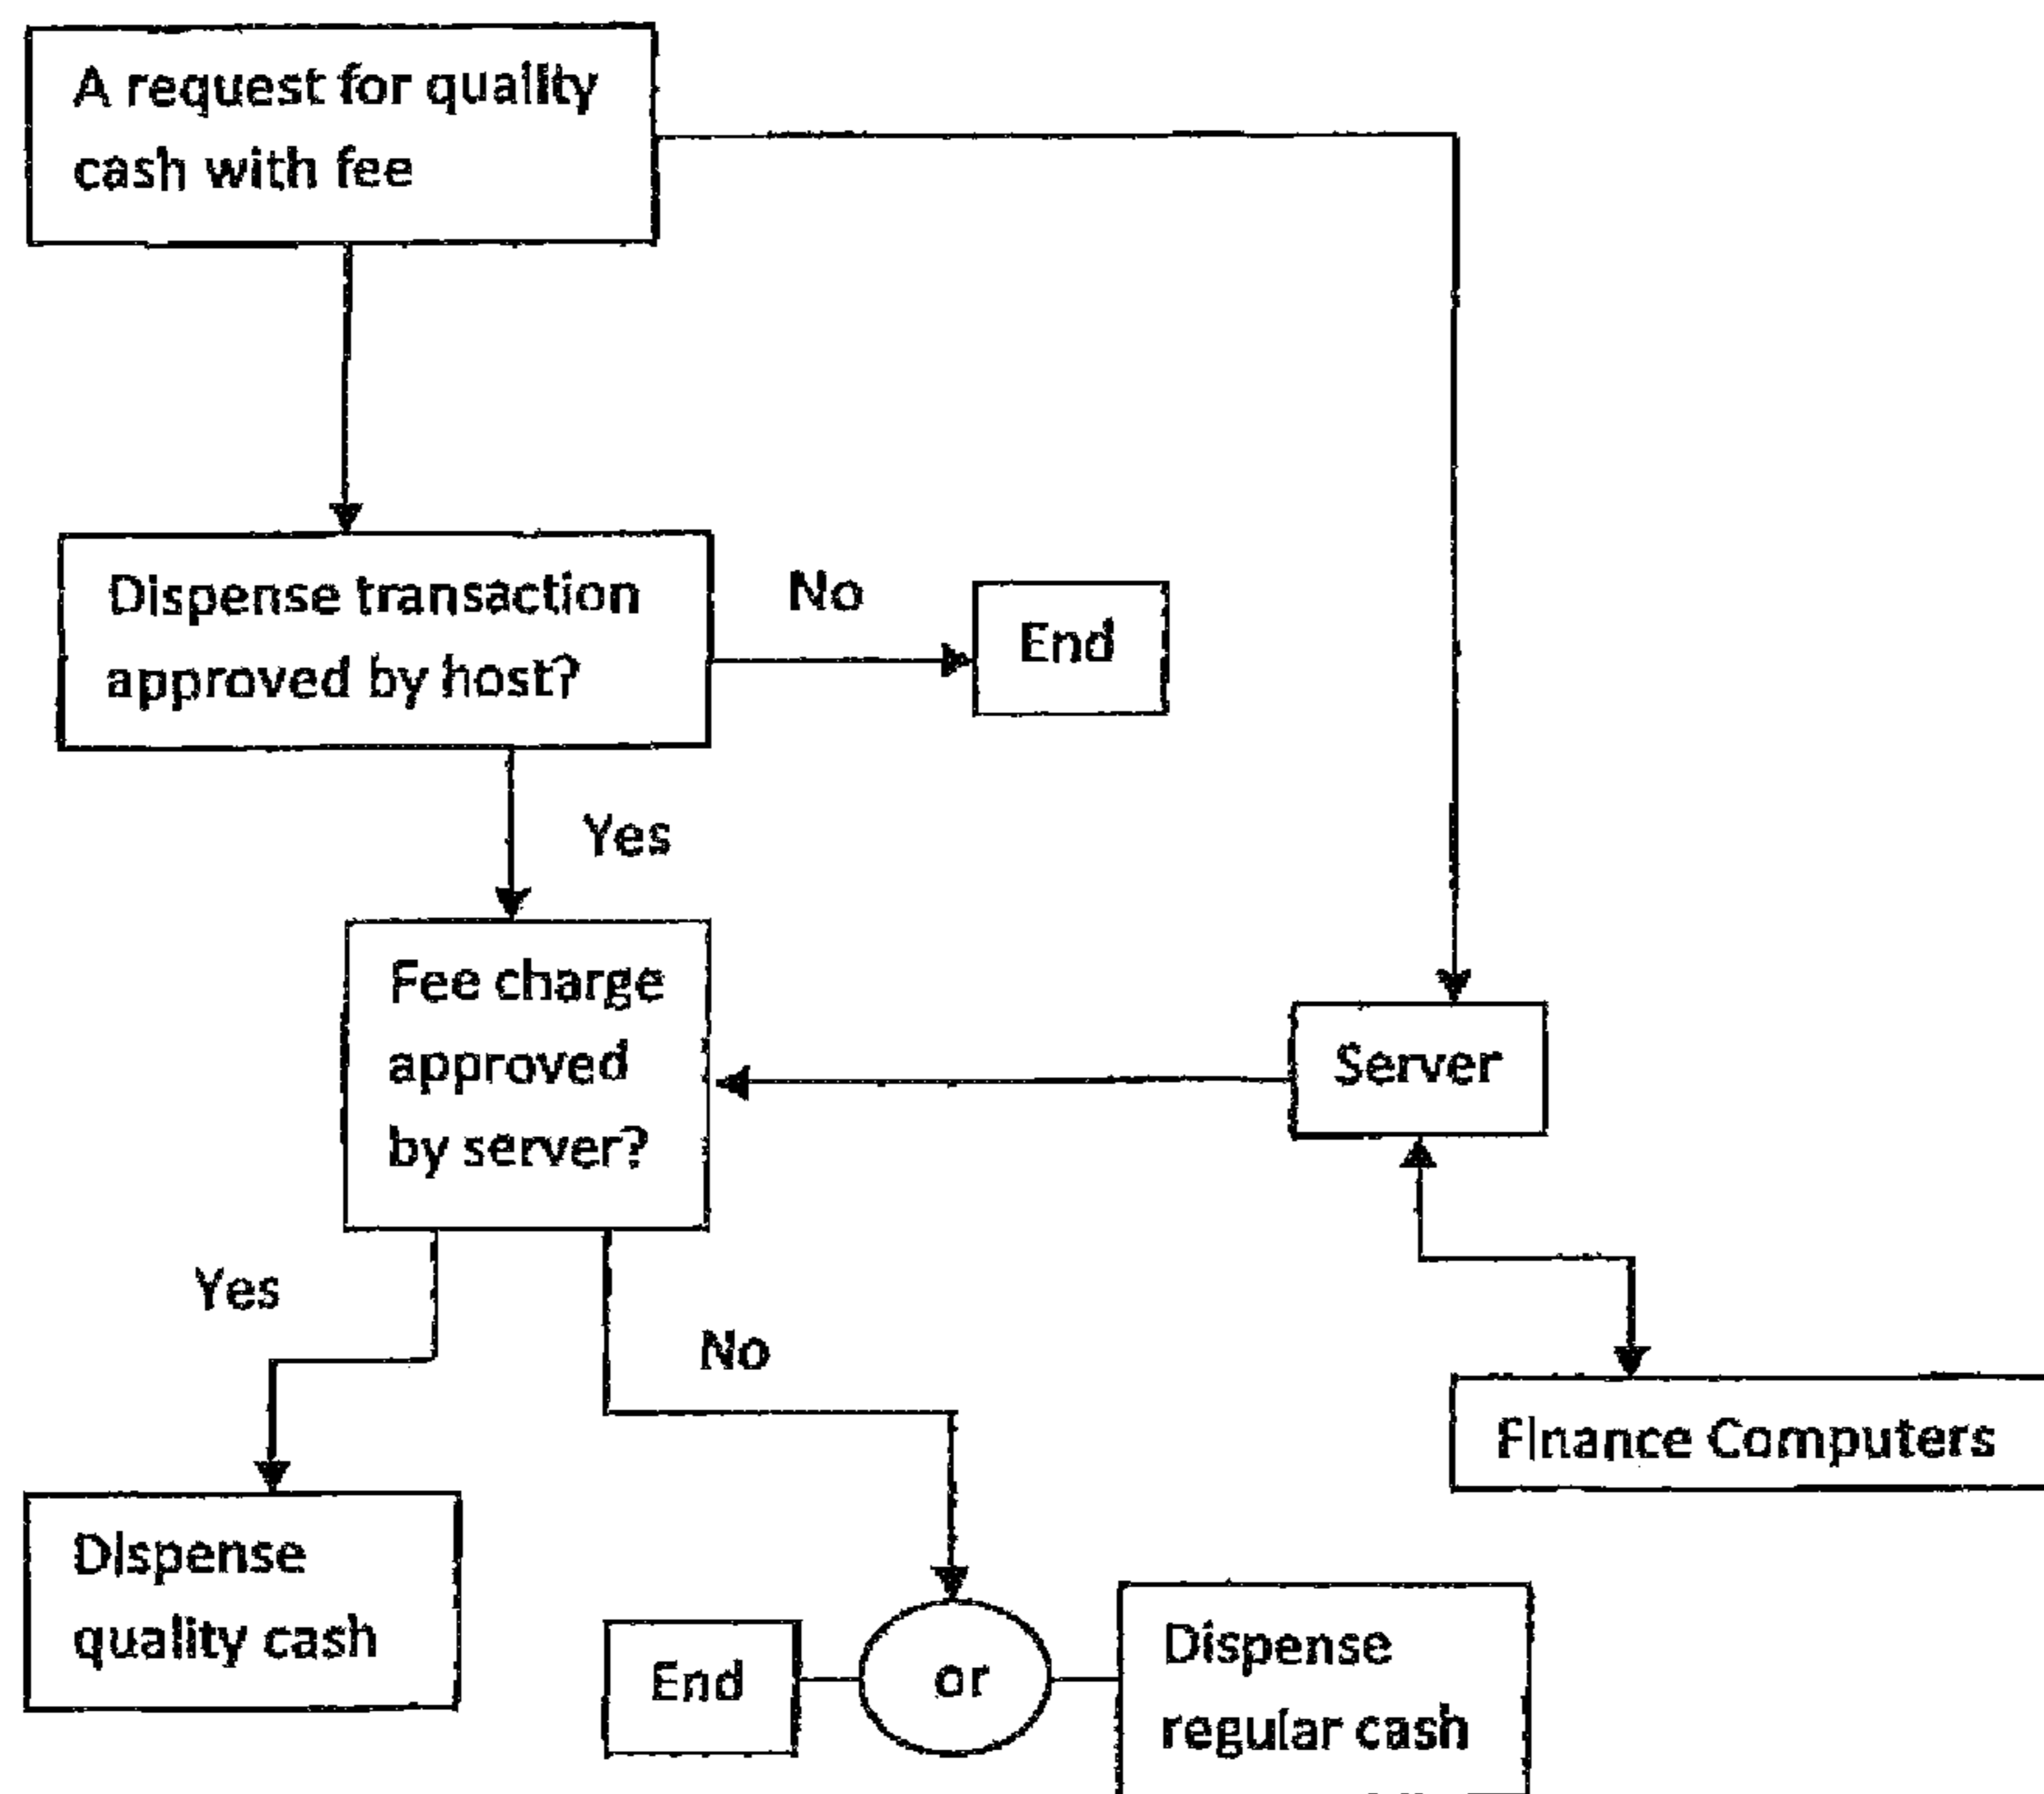 A request for quality
cash with fee
Dispense transaction
approved by host?
No
End
Yes
Fee charge
approved
by server?
Server
Yes
No
Finance Computers
Dispense
quality cash
End
or
Dispense
regular cash